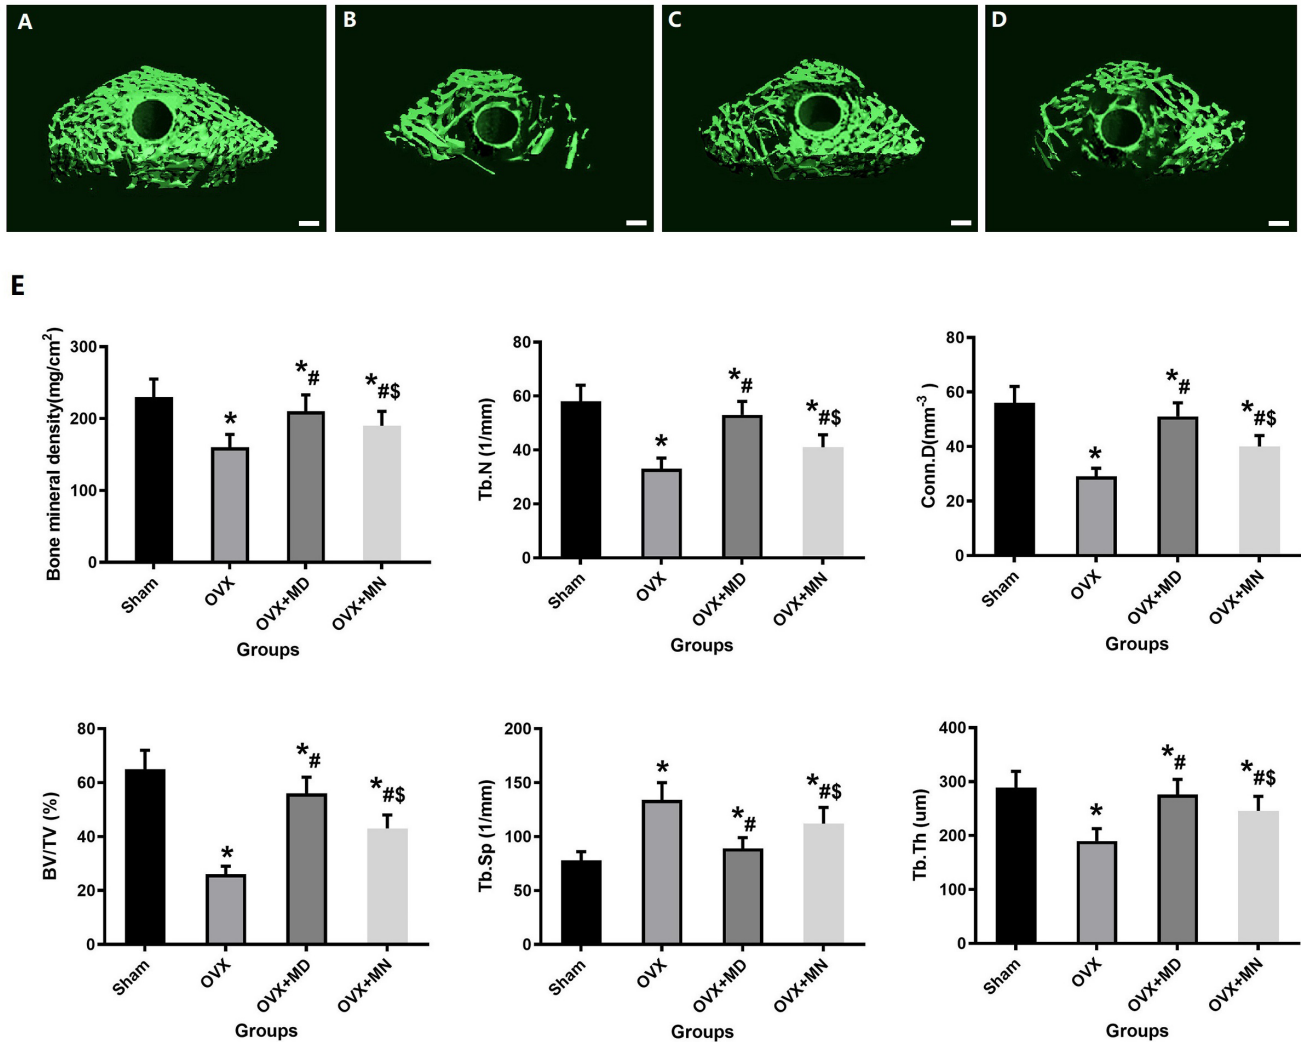 A
B
C
D
E
Bone mineral density(mg/cm²)
300
200
100
0
*
*#
*#$
Sham
OVX
OVX+MD
OVX+MN
Groups
Tb.N (1/mm)
80
60
40
20
0
*
*#
*#$
Sham
OVX
OVX+MD
OVX+MN
Groups
Conn.D(mm⁻³ )
80
60
40
20
0
*
*#
*#$
Sham
OVX
OVX+MD
OVX+MN
Groups
BV/TV (%)
80
60
40
20
0
*
*#
*#$
Sham
OVX
OVX+MD
OVX+MN
Groups
Tb.Sp (1/mm)
200
150
100
50
0
*
*#
*#$
Sham
OVX
OVX+MD
OVX+MN
Groups
Tb.Th (um)
400
300
200
100
0
*
*#
*#$
Sham
OVX
OVX+MD
OVX+MN
Groups